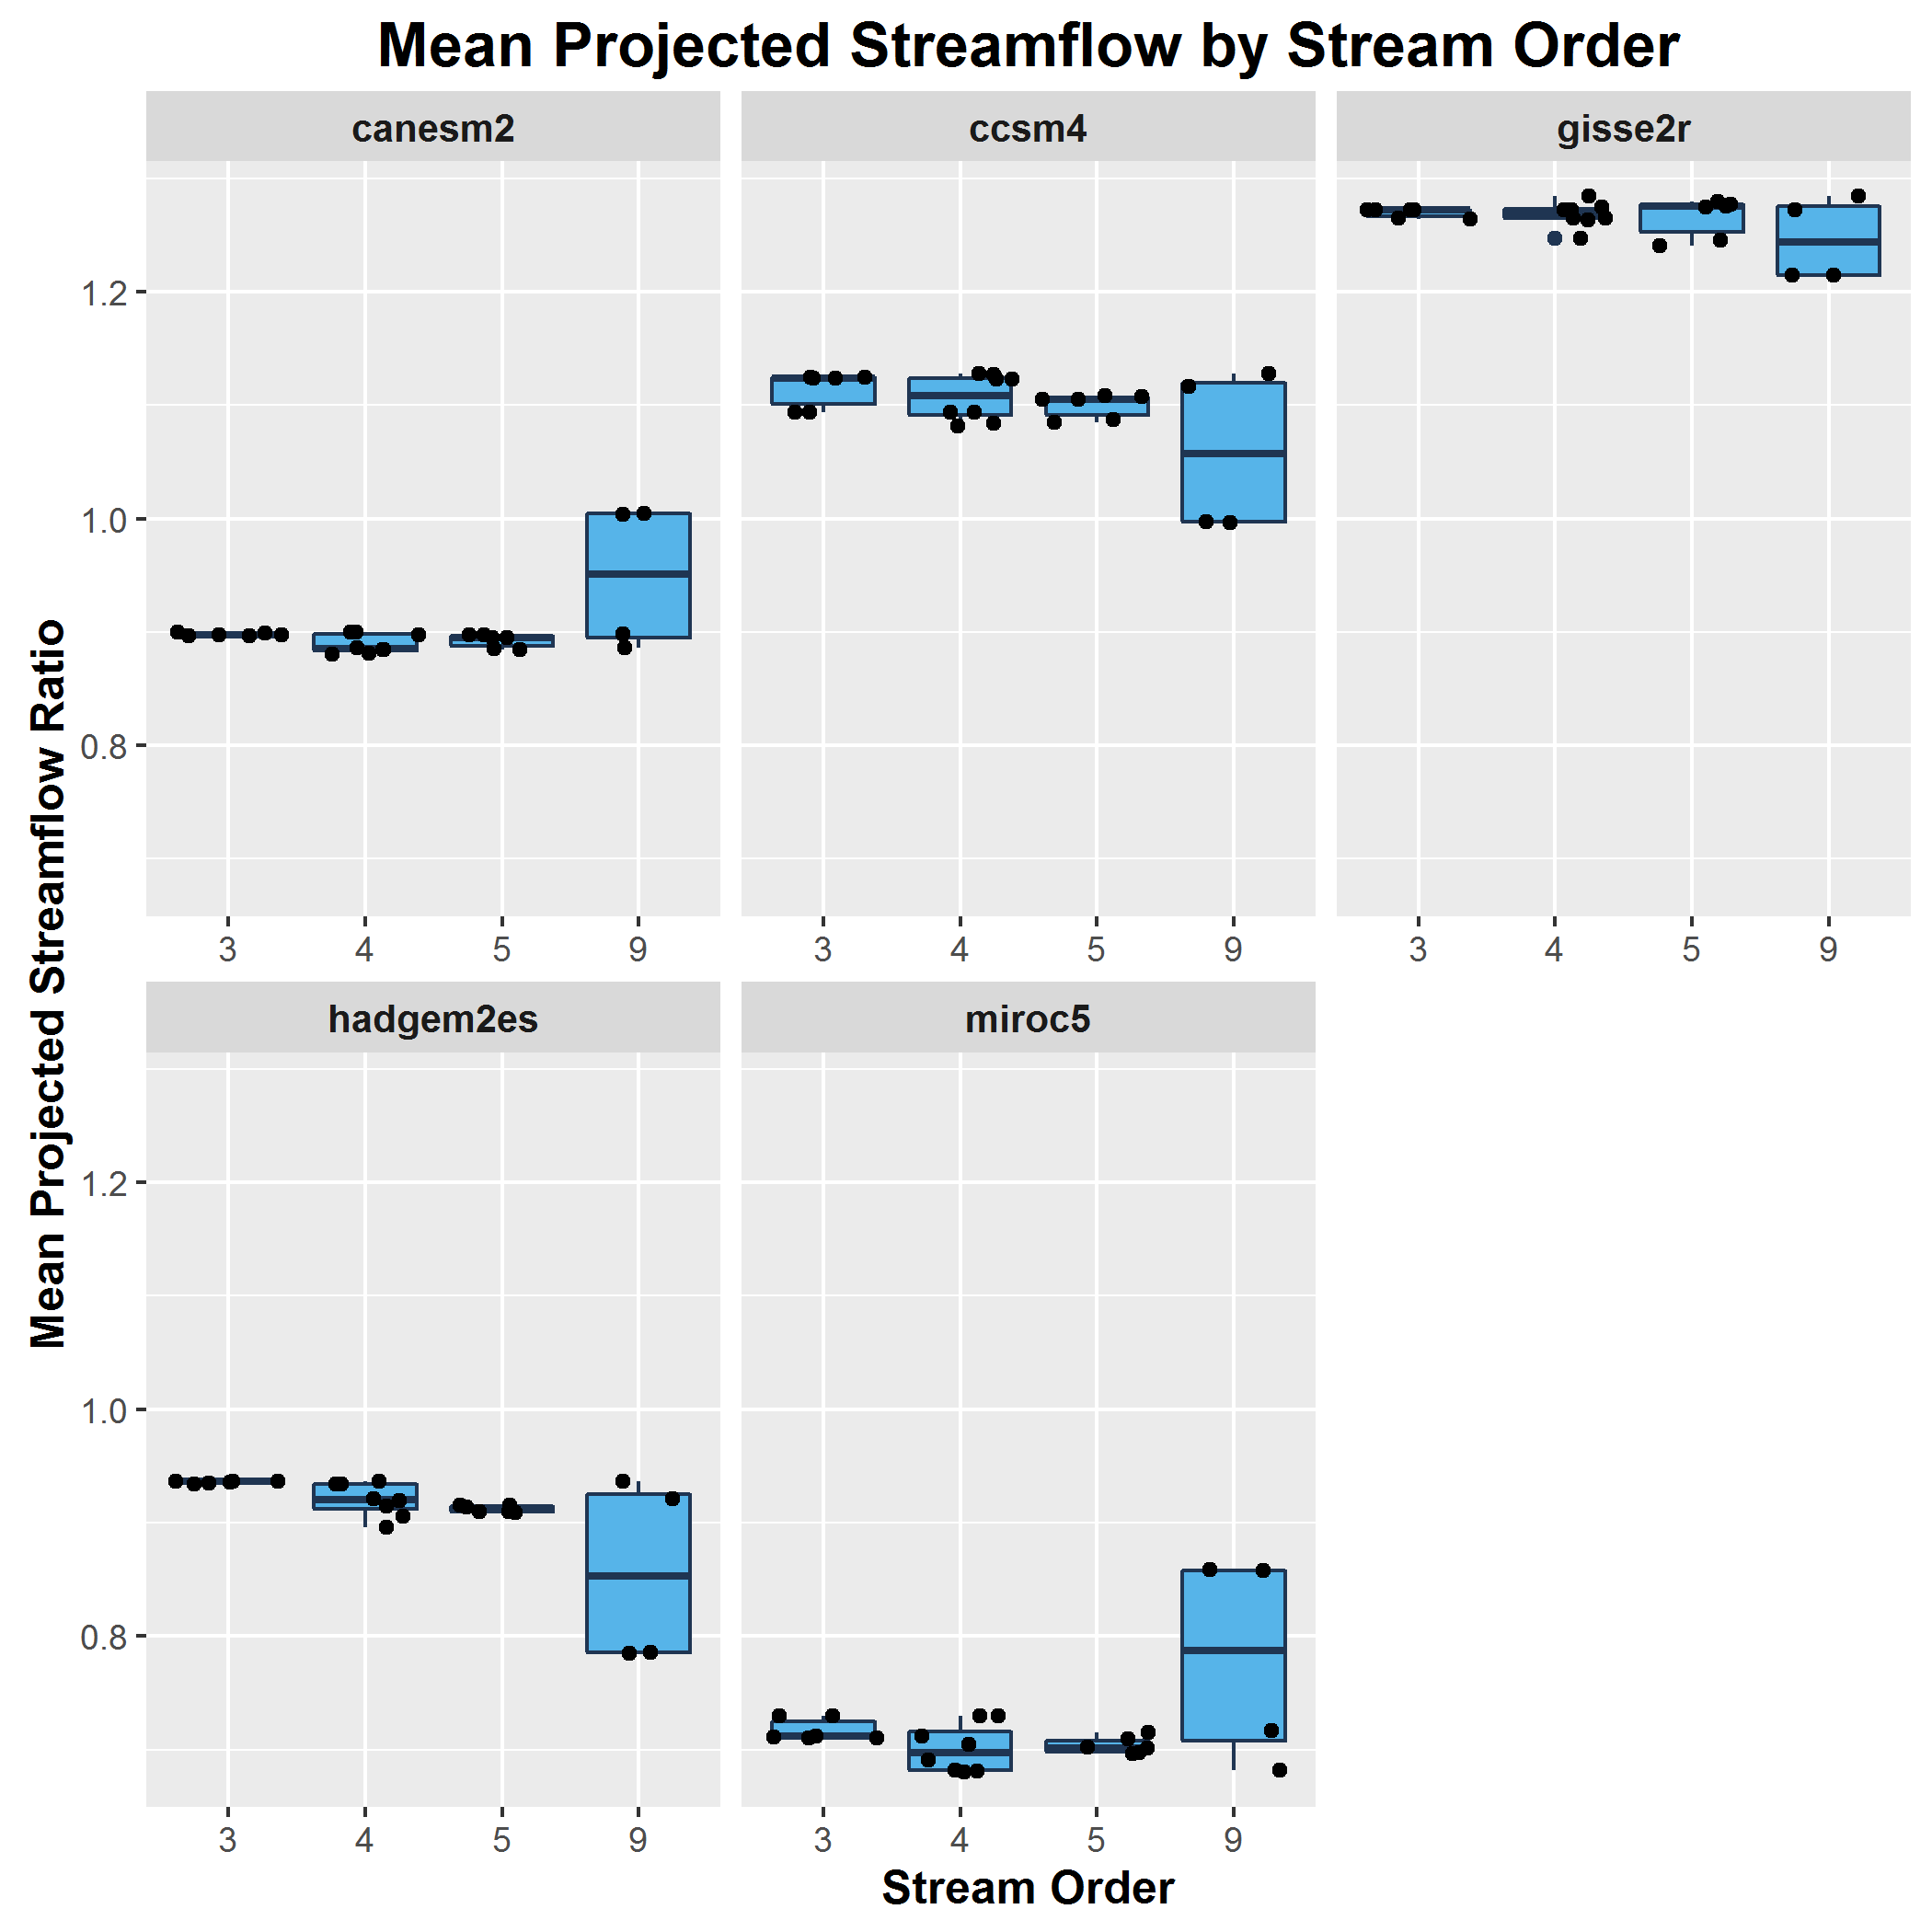 Mean Projected Streamflow by Stream Order
canesm2
ccsm4
gisse2r
1.2
1.0
0.8
3 4 5 9
3 4 5 9
3 4 5 9
Mean Projected Streamflow Ratio
hadgem2es
miroc5
1.2
1.0
0.8
3 4 5 9
3 4 5 9
Stream Order